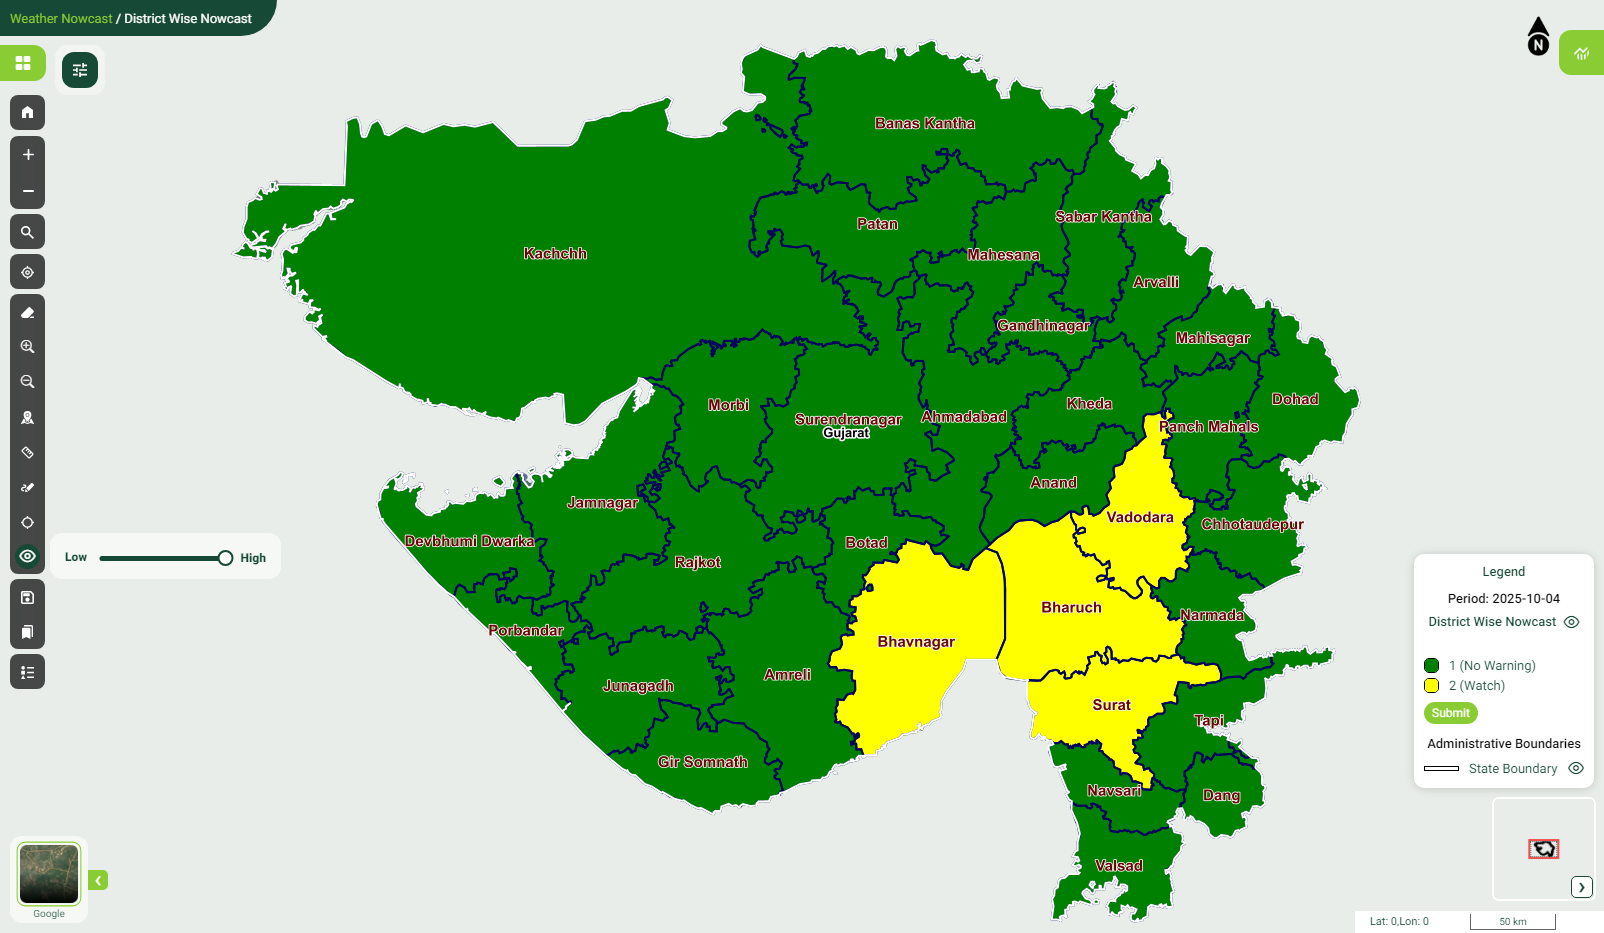 Weather Nowcast / District Wise Nowcast
N
Banas Kantha
Sabar Kantha
Patan
Kachchh
Mahesana
Arvalli
Gandhinagar
Mahisagar
Dohad
Morbi
Kheda
Surendranagar
Ahmadabad
Panch Mahals
Gujarat
Anand
Jamnagar
Vadodara
Chhotaudepur
Devbhumi Dwarka
Botad
Rajkot
Low
High
Bharuch
Narmada
Porbandar
Bhavnagar
Amreli
Junagadh
Surat
Tapi
Gir Somnath
Navsari
Dang
Valsad
Legend
Period: 2025-10-04
District Wise Nowcast
1 (No Warning)
2 (Watch)
Submit
Administrative Boundaries
State Boundary
Google
Lat: 0,Lon: 0
50 km